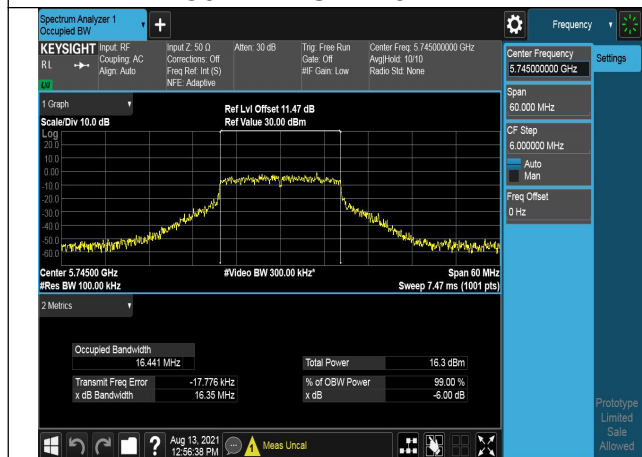 Spectrum Analyzer 1
Occupied BW
Frequency
KEYSIGHT
RL
LXI
Input: RF
Coupling: AC
Align: Auto
Input Z: 50 Ω
Corrections: Off
Freq Ref: Int (S)
NFE: Adaptive
Atten: 30 dB
Trig: Free Run
Gate: Off
#IF Gain: Low
Center Freq: 5.745000000 GHz
Avg|Hold: 10/10
Radio Std: None
Center Frequency
5.745000000 GHz
Settings
Span
60.000 MHz
CF Step
6.000000 MHz
Auto
Man
Freq Offset
0 Hz
1 Graph
Scale/Div 10.0 dB
Ref Lvl Offset 11.47 dB
Ref Value 30.00 dBm
Log
20.0
10.0
0.00
-10.0
-20.0
-30.0
-40.0
-50.0
-60.0
Center 5.74500 GHz
#Video BW 300.00 kHz*
Span 60 MHz
#Res BW 100.00 kHz
Sweep 7.47 ms (1001 pts)
2 Metrics
Occupied Bandwidth
16.441 MHz
Total Power 16.3 dBm
Transmit Freq Error -17.776 kHz
% of OBW Power 99.00 %
x dB Bandwidth 16.35 MHz
x dB -6.00 dB
Prototype
Limited
Sale
Allowed
?
Aug 13, 2021
12:56:38 PM
Meas Uncal